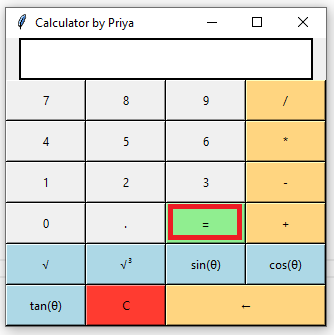 Calculator by Priya
7 8 9 /
4 5 6 *
1 2 3 -
0 . = +
√ √³ sin(θ) cos(θ)
tan(θ) C ←